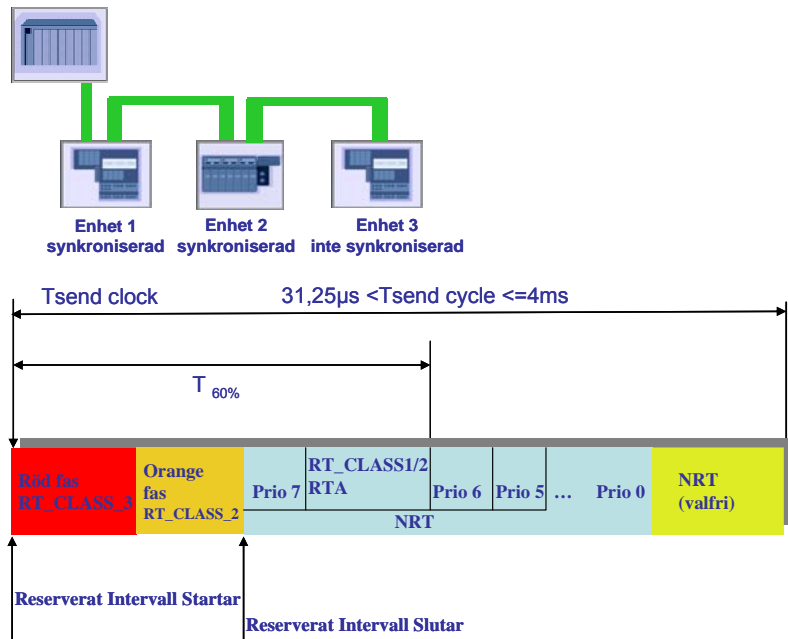 Enhet 1
synkroniserad
Enhet 2
synkroniserad
Enhet 3
inte synkroniserad
Tsend clock
31,25µs <Tsend cycle <=4ms
T 60%
Röd fas
RT_CLASS_3
Orange
fas
RT_CLASS_2
Prio 7
RT_CLASS1/2
RTA
Prio 6
Prio 5
...
Prio 0
NRT
NRT
(valfri)
Reserverat Intervall Startar
Reserverat Intervall Slutar